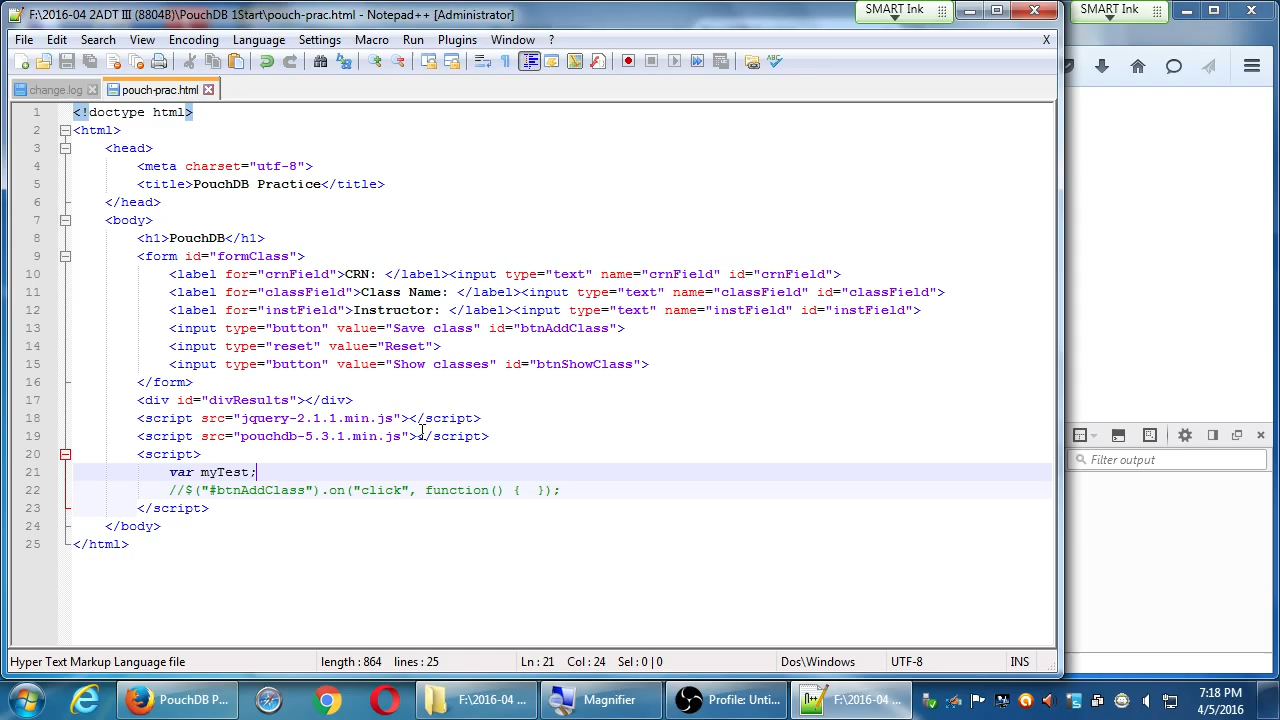 F:\2016-04 2ADT III (8804B)\PouchDB 1Start\pouch-prac.html - Notepad++ [Administrator]
SMART Ink
SMART Ink
File Edit Search View Encoding Language Settings Macro Run Plugins Window ? X
change.log pouch-prac.html
1 <!doctype html>
2 <html>
3 <head>
4 <meta charset="utf-8">
5 <title>PouchDB Practice</title>
6 </head>
7 <body>
8 <h1>PouchDB</h1>
9 <form id="formClass">
10 <label for="crnField">CRN: </label><input type="text" name="crnField" id="crnField">
11 <label for="classField">Class Name: </label><input type="text" name="classField" id="classField">
12 <label for="instField">Instructor: </label><input type="text" name="instField" id="instField">
13 <input type="button" value="Save class" id="btnAddClass">
14 <input type="reset" value="Reset">
15 <input type="button" value="Show classes" id="btnShowClass">
16 </form>
17 <div id="divResults"></div>
18 <script src="jquery-2.1.1.min.js"></script>
19 <script src="pouchdb-5.3.1.min.js"></script>
20 <script>
21 var myTest;
22 //$("#btnAddClass").on("click", function() {  });
23 </script>
24 </body>
25 </html>
Filter output
Hyper Text Markup Language file length : 864 lines : 25 Ln : 21 Col : 24 Sel : 0 | 0 Dos\Windows UTF-8 INS
PouchDB P... F:\2016-04 ... Magnifier Profile: Unti... F:\2016-04 ... 7:18 PM
4/5/2016